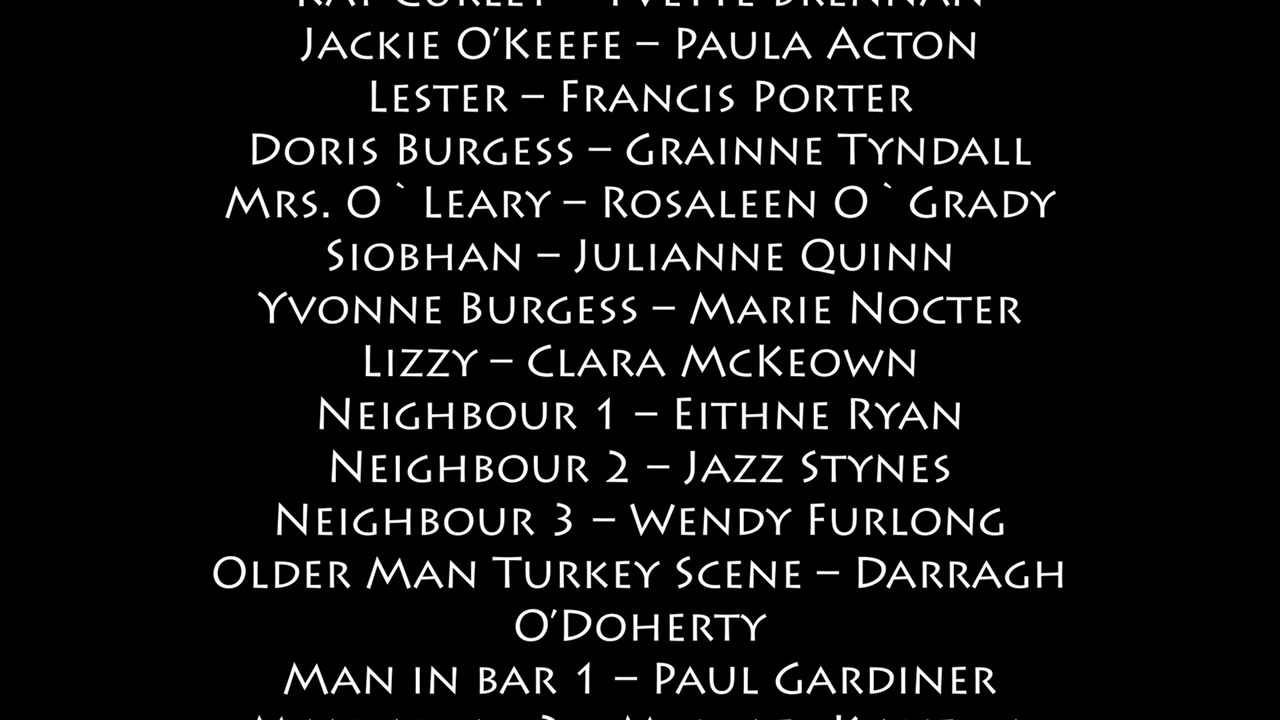 Jackie O'Keefe – Paula Acton
Lester – Francis Porter
Doris Burgess – Grainne Tyndall
Mrs. O`Leary – Rosaleen O`Grady
Siobhan – Julianne Quinn
Yvonne Burgess – Marie Nocter
Lizzy – Clara McKeown
Neighbour 1 – Eithne Ryan
Neighbour 2 – Jazz Stynes
Neighbour 3 – Wendy Furlong
Older Man Turkey Scene – Darragh
O'Doherty
Man in bar 1 – Paul Gardiner